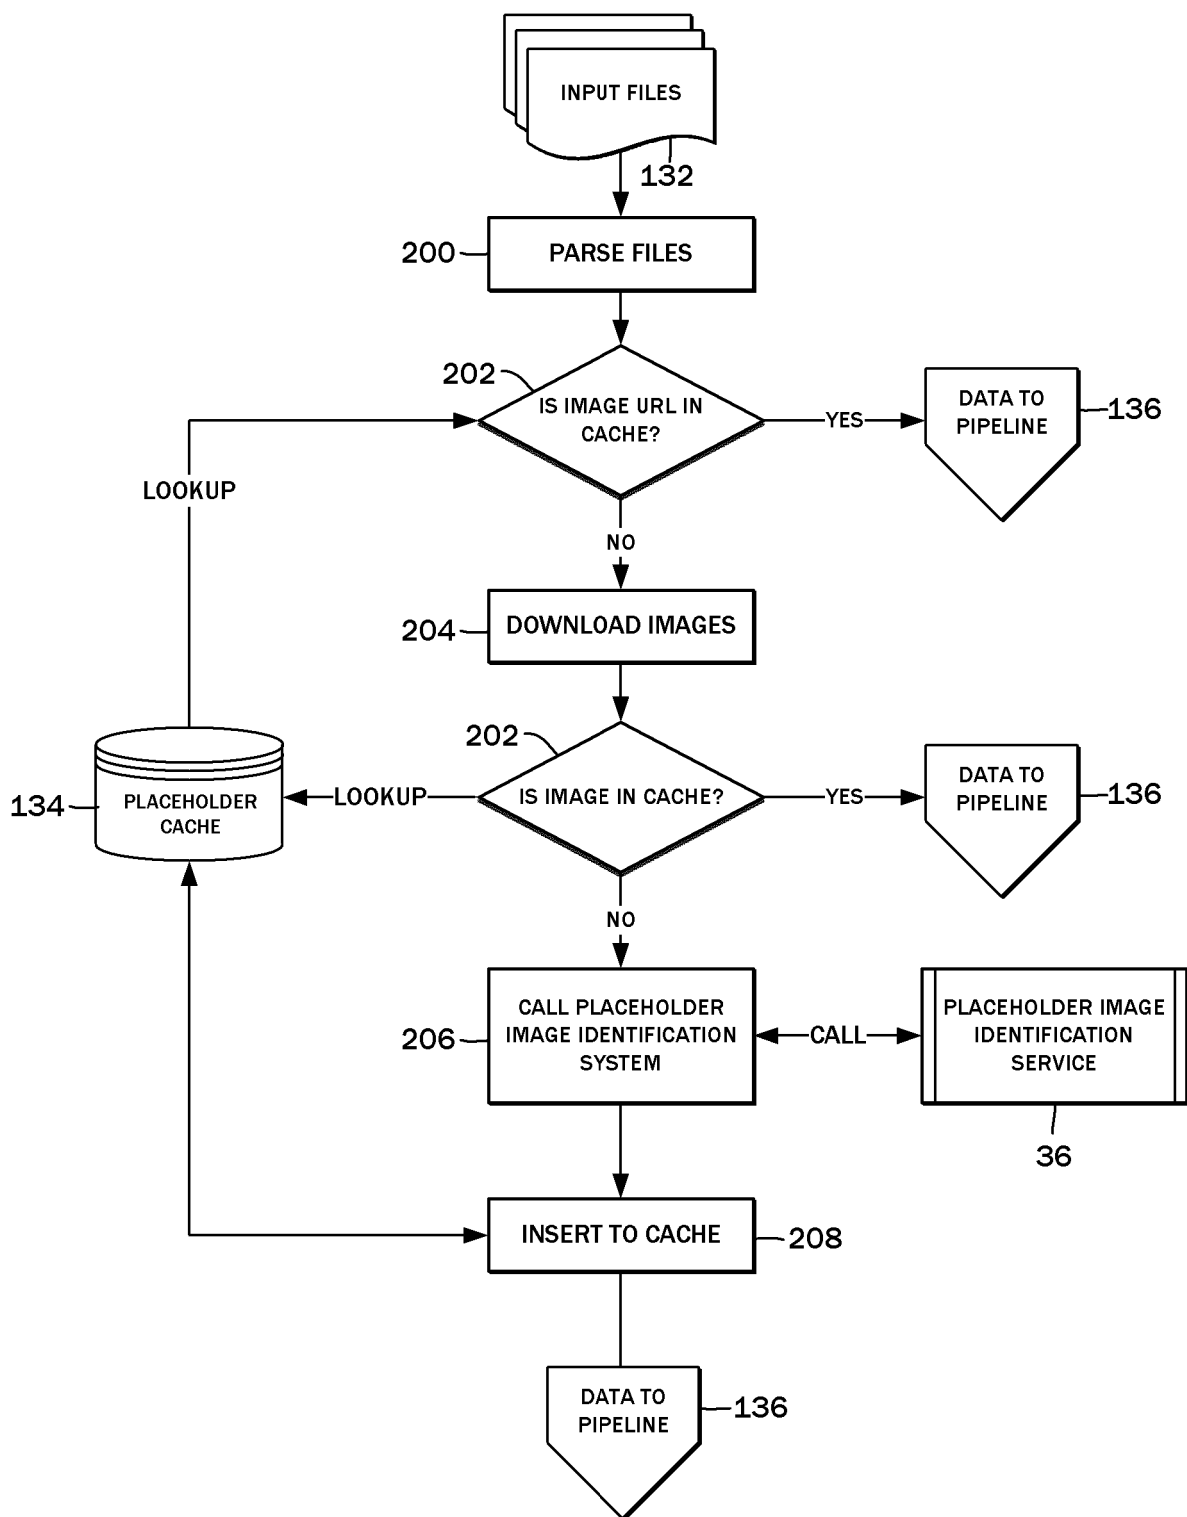 INPUT FILES
132
200
PARSE FILES
202
IS IMAGE URL IN
CACHE?
YES
DATA TO
PIPELINE
136
LOOKUP
NO
204
DOWNLOAD IMAGES
202
IS IMAGE IN CACHE?
YES
DATA TO
PIPELINE
136
LOOKUP
134
PLACEHOLDER
CACHE
NO
206
CALL PLACEHOLDER
IMAGE IDENTIFICATION
SYSTEM
CALL
PLACEHOLDER IMAGE
IDENTIFICATION
SERVICE
36
INSERT TO CACHE
208
DATA TO
PIPELINE
136